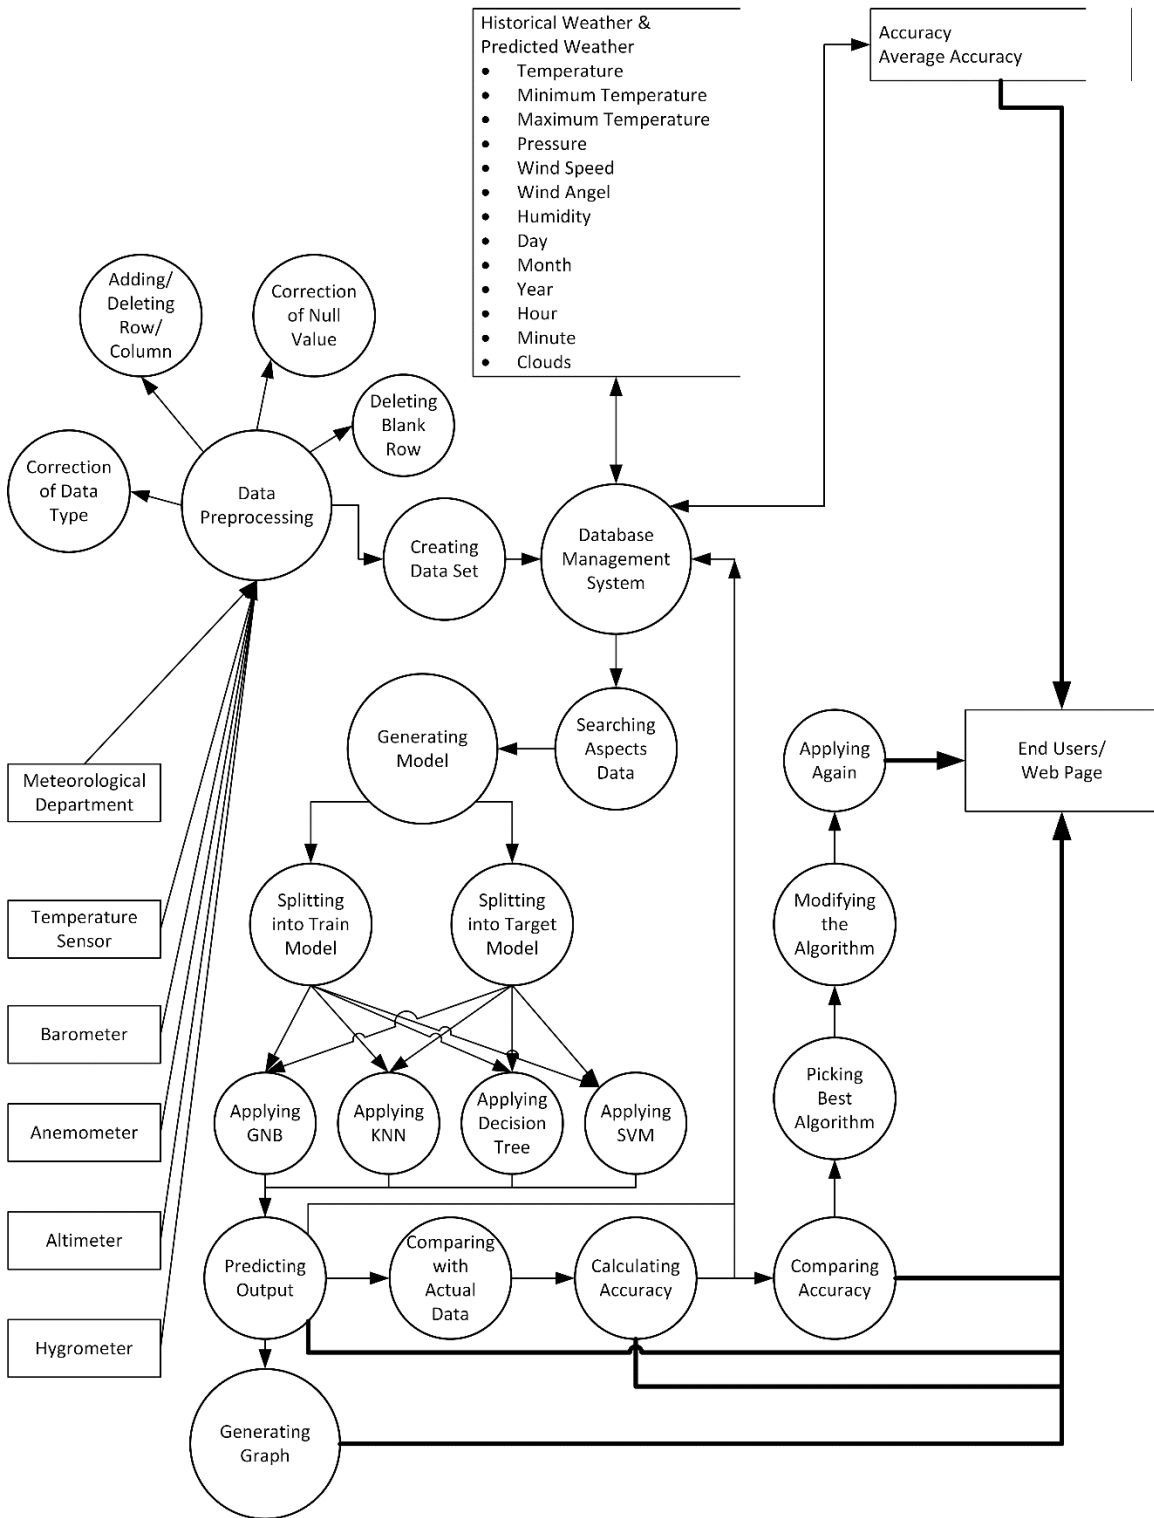 Historical Weather &
Predicted Weather
● Temperature
● Minimum Temperature
● Maximum Temperature
● Pressure
● Wind Speed
● Wind Angel
● Humidity
● Day
● Month
● Year
● Hour
● Minute
● Clouds
Accuracy
Average Accuracy
Adding/
Deleting
Row/
Column
Correction
of Null
Value
Deleting
Blank
Row
Correction
of Data
Type
Data
Preprocessing
Creating
Data Set
Database
Management
System
Generating
Model
Searching
Aspects
Data
Applying
Again
End Users/
Web Page
Meteorological
Department
Temperature
Sensor
Barometer
Anemometer
Altimeter
Hygrometer
Splitting
into Train
Model
Splitting
into Target
Model
Modifying
the
Algorithm
Applying
GNB
Applying
KNN
Applying
Decision
Tree
Applying
SVM
Picking
Best
Algorithm
Predicting
Output
Comparing
with
Actual
Data
Calculating
Accuracy
Comparing
Accuracy
Generating
Graph